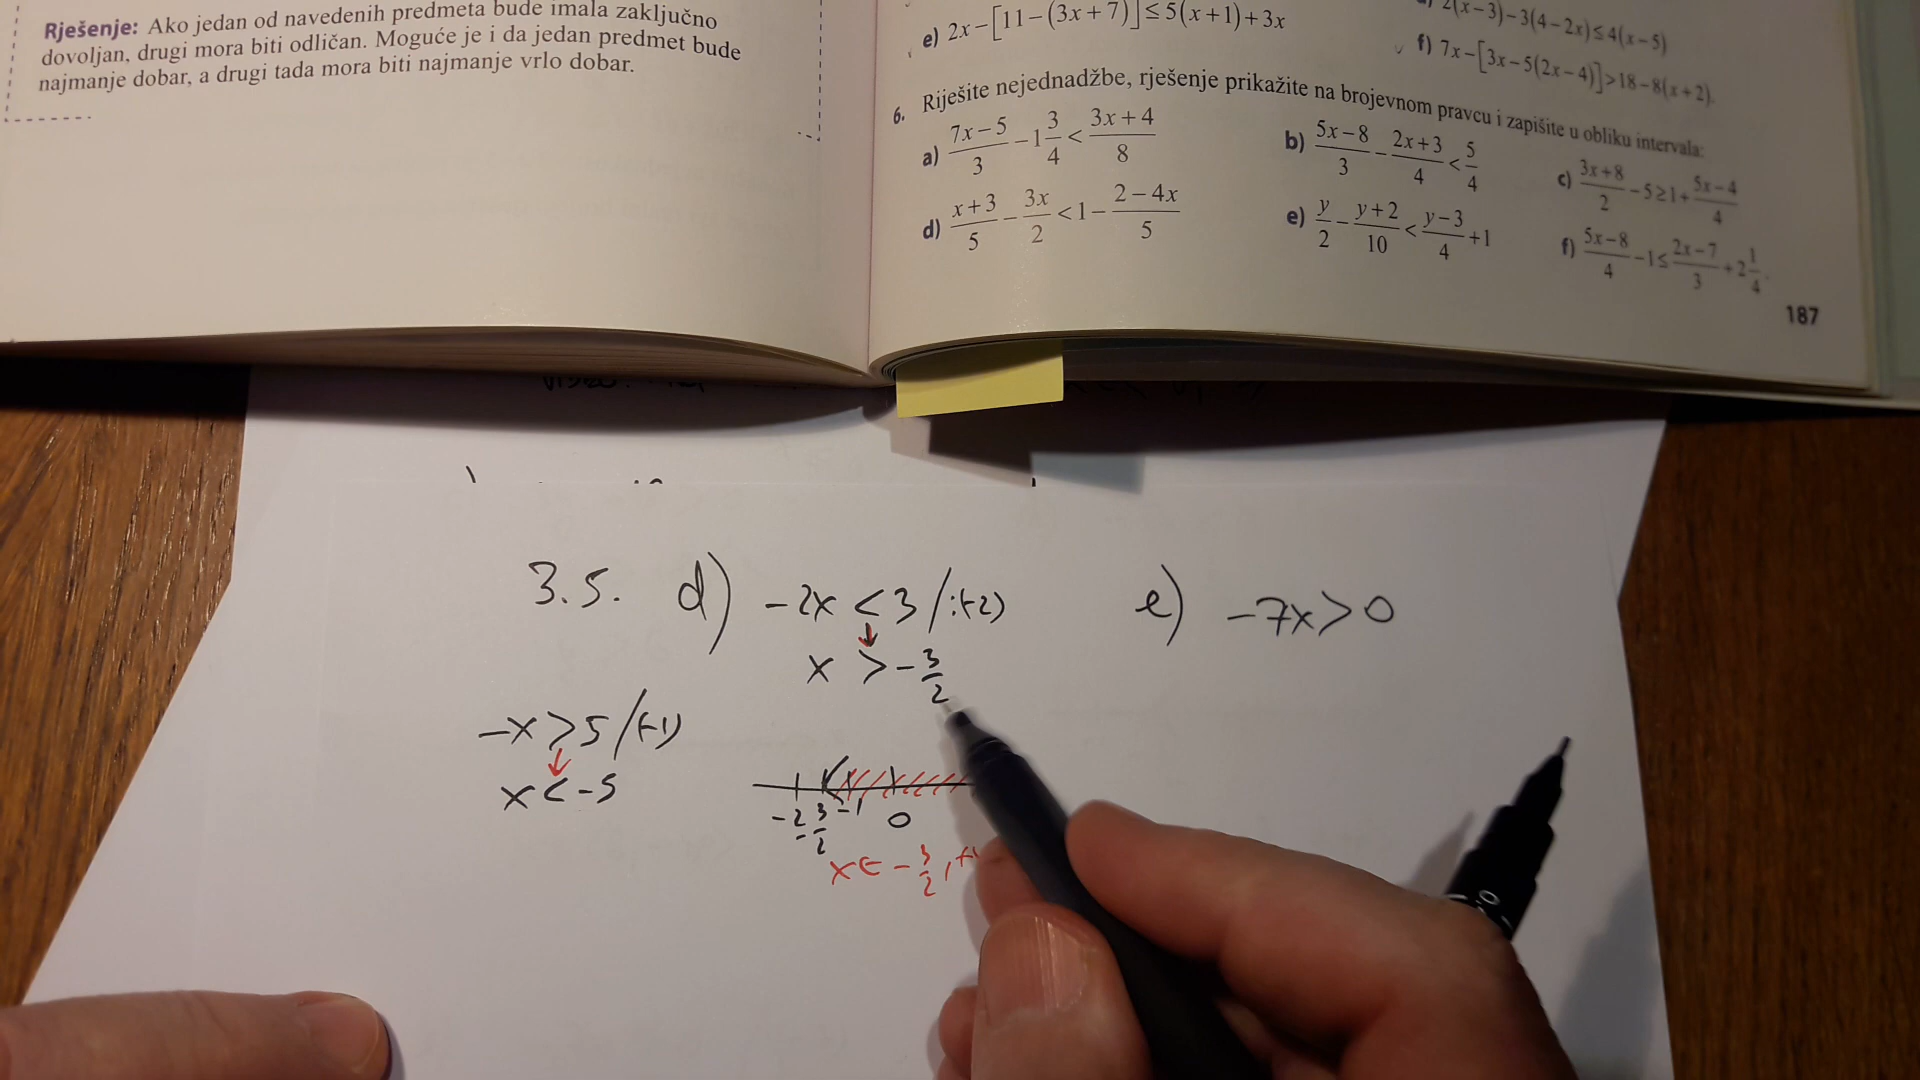 Rješenje: Ako jedan od navedenih predmeta bude imala zaključno
dovoljan, drugi mora biti odličan. Moguće je i da jedan predmet bude
najmanje dobar, a drugi tada mora biti najmanje vrlo dobar.
2(x-3)-3(4-2x)≤4(x-5)
e) 2x-[11-(3x+7)]≤5(x+1)+3x
f) 7x-[3x-5(2x-4)]>18-8(x+2).
6. Riješite nejednadžbe, rješenje prikažite na brojevnom pravcu i zapišite u obliku intervala:
a) (7x-5)/3 - 1 3/4 < (3x+4)/8
b) (5x-8)/3 - (2x+3)/4 < 5/4
c) (3x+8)/2 - 5 ≥ 1 + (5x-4)/4
d) (x+3)/5 - 3x/2 < 1 - (2-4x)/5
e) y/2 - (y+2)/10 < (y-3)/4 + 1
f) (5x-8)/4 - 1 ≤ (2x-7)/3 + 2 1/4.
187
3.5. d) -2x < 3 /:(-2)
x > -3/2
e) -7x > 0
-x > 5 /(-1)
x < -5
-2 -3/2 -1 0
x ∈ -3/2,